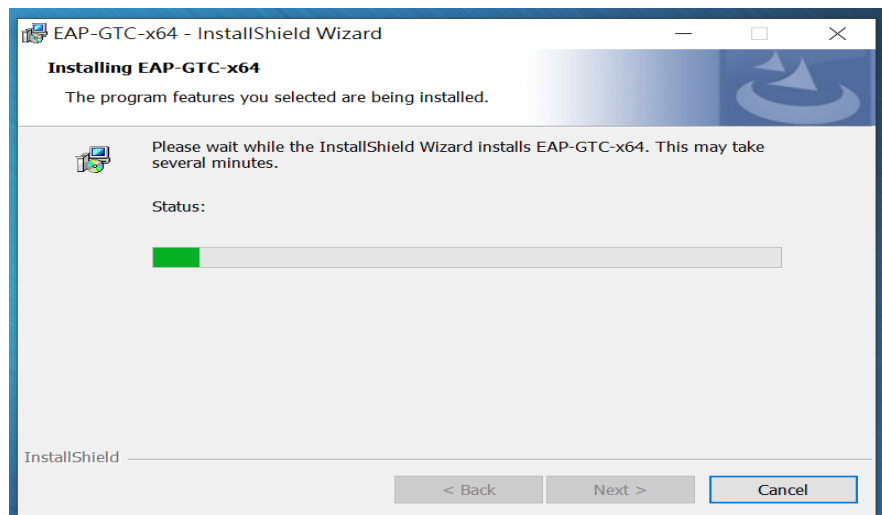 EAP-GTC-x64 - InstallShield Wizard
Installing EAP-GTC-x64
The program features you selected are being installed.
Please wait while the InstallShield Wizard installs EAP-GTC-x64. This may take
several minutes.
Status:
InstallShield
< Back Next > Cancel